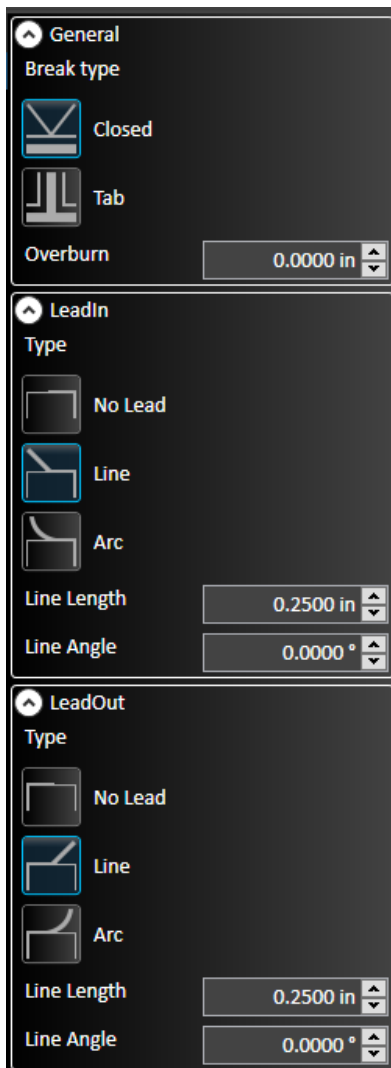 General
Break type
Closed
Tab
Overburn 0.0000 in
LeadIn
Type
No Lead
Line
Arc
Line Length 0.2500 in
Line Angle 0.0000 °
LeadOut
Type
No Lead
Line
Arc
Line Length 0.2500 in
Line Angle 0.0000 °